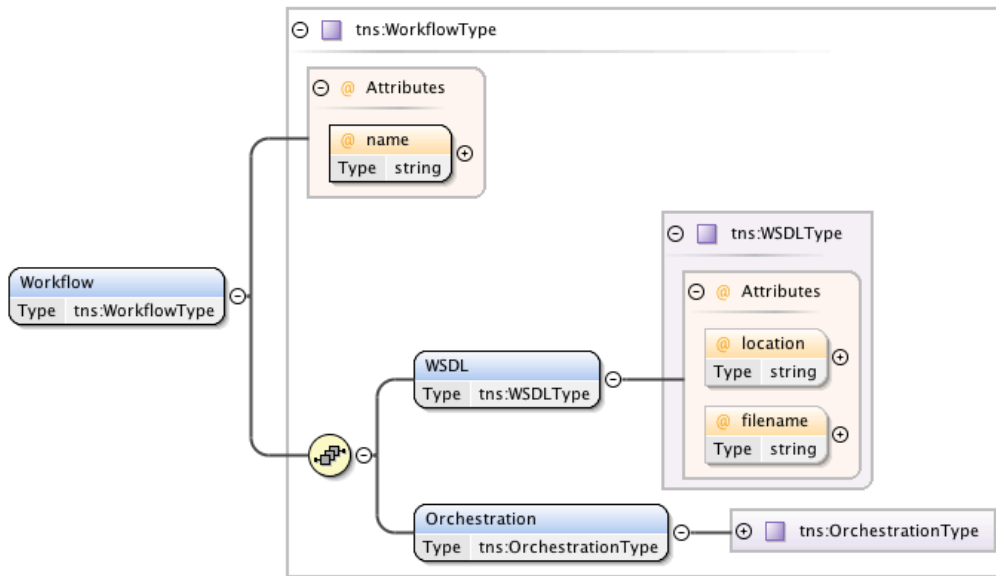 tns:WorkflowType
@ Attributes
@ name
Type string
tns:WSDLType
Workflow
Type tns:WorkflowType
@ Attributes
@ location
Type string
WSDL
Type tns:WSDLType
@ filename
Type string
Orchestration
Type tns:OrchestrationType
tns:OrchestrationType